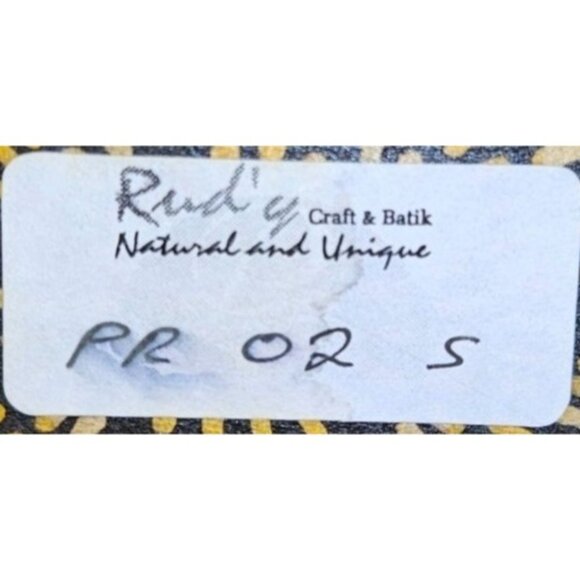 Rud'y Craft & Batik
Natural and Unique
PR 02 S